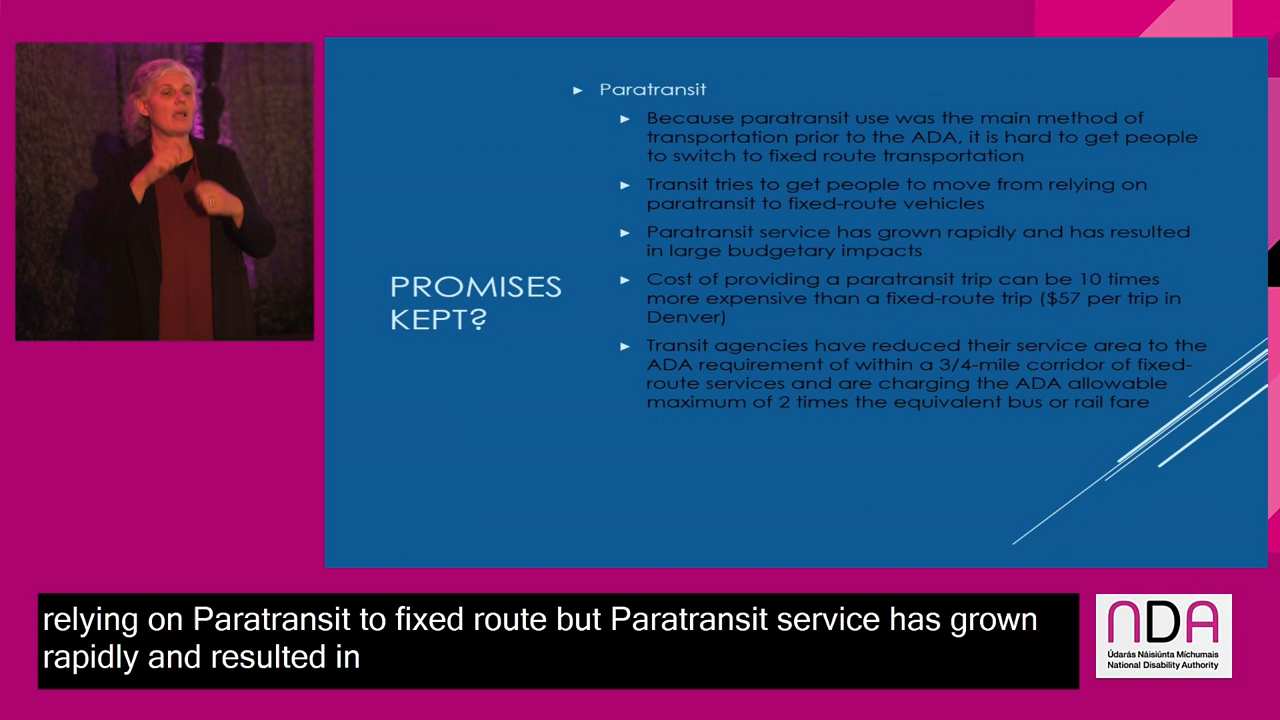 Paratransit
Because paratransit use was the main method of
transportation prior to the ADA, it is hard to get people
to switch to fixed route transportation
Transit tries to get people to move from relying on
paratransit to fixed-route vehicles
Paratransit service has grown rapidly and has resulted
in large budgetary impacts
Cost of providing a paratransit trip can be 10 times
more expensive than a fixed-route trip ($57 per trip in
Denver)
Transit agencies have reduced their service area to the
ADA requirement of within a 3/4-mile corridor of fixed-
route services and are charging the ADA allowable
maximum of 2 times the equivalent bus or rail fare
PROMISES
KEPT?
relying on Paratransit to fixed route but Paratransit service has grown
rapidly and resulted in
NDA
Údarás Náisiúnta Míchumais
National Disability Authority